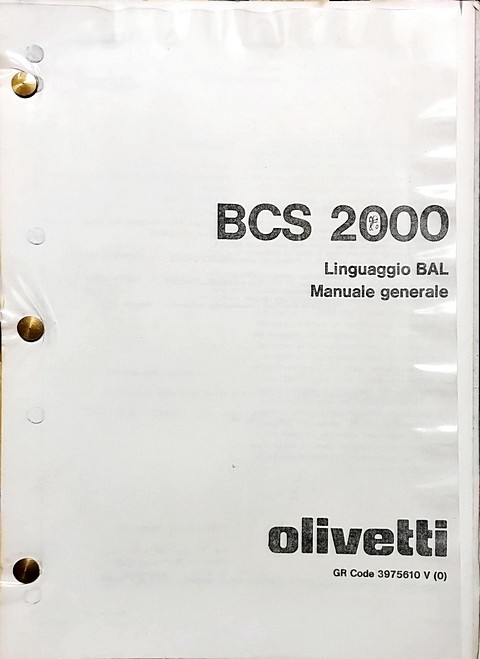 BCS 2000
Linguaggio BAL
Manuale generale
olivetti
GR Code 3975610 V (0)